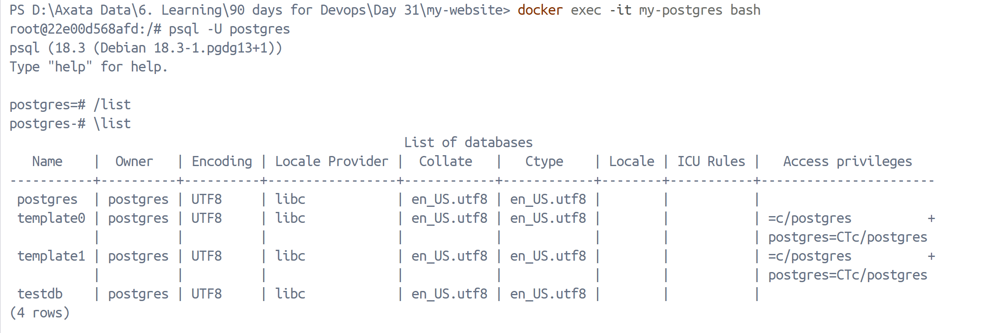 PS D:\Axata Data\6. Learning\90 days for Devops\Day 31\my-website> docker exec -it my-postgres bash
root@22e00d568afd:/# psql -U postgres
psql (18.3 (Debian 18.3-1.pgdg13+1))
Type "help" for help.

postgres=# /list
postgres-# \list
                                                    List of databases
   Name    |  Owner   | Encoding | Locale Provider |  Collate   |   Ctype    | Locale | ICU Rules |   Access privileges
-----------+----------+----------+-----------------+------------+------------+--------+-----------+-----------------------
 postgres  | postgres | UTF8     | libc            | en_US.utf8 | en_US.utf8 |        |           |
 template0 | postgres | UTF8     | libc            | en_US.utf8 | en_US.utf8 |        |           | =c/postgres          +
           |          |          |                 |            |            |        |           | postgres=CTc/postgres
 template1 | postgres | UTF8     | libc            | en_US.utf8 | en_US.utf8 |        |           | =c/postgres          +
           |          |          |                 |            |            |        |           | postgres=CTc/postgres
 testdb    | postgres | UTF8     | libc            | en_US.utf8 | en_US.utf8 |        |           |
(4 rows)